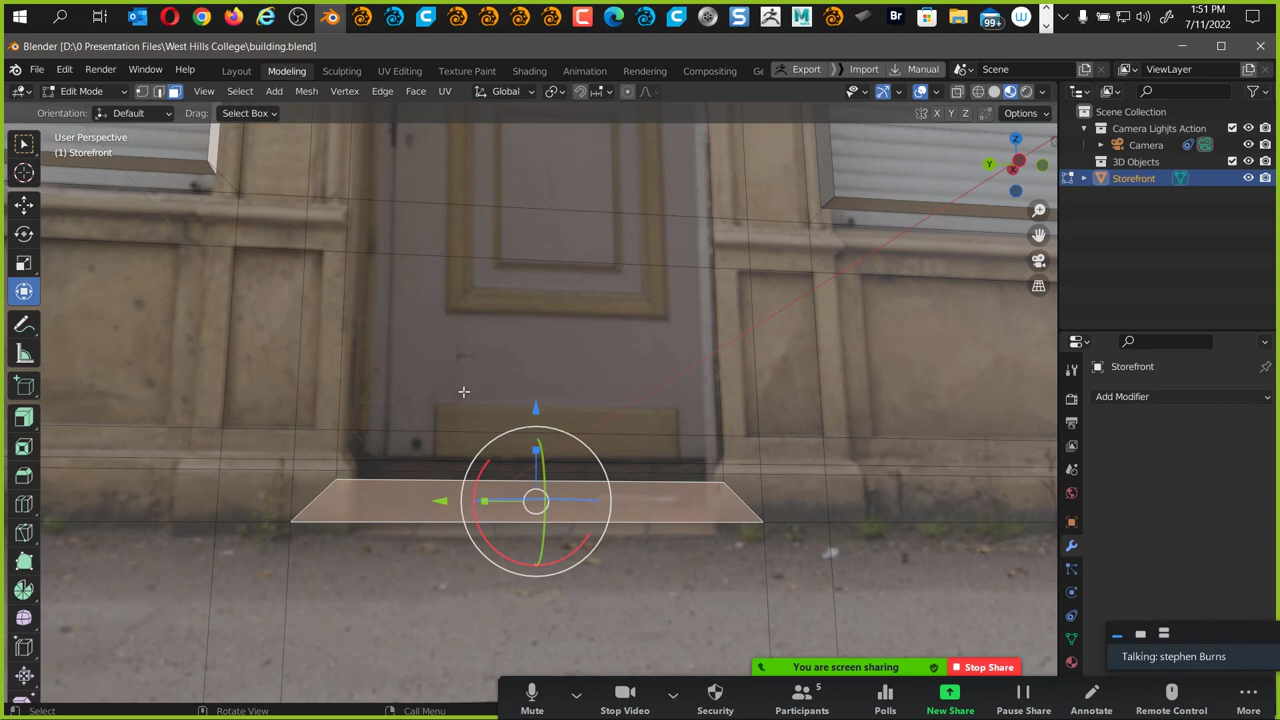 1:51 PM
7/11/2022
99+
Br
Blender [D:\0 Presentation Files\West Hills College\building.blend]
File Edit Render Window Help Layout Modeling Sculpting UV Editing Texture Paint Shading Animation Rendering Compositing Ge Export Import Manual Scene ViewLayer
Edit Mode View Select Add Mesh Vertex Edge Face UV Global
Orientation: Default Drag: Select Box X Y Z Options
User Perspective
(1) Storefront
Z
Y
X
Scene Collection
Camera Lights Action
Camera
3D Objects
Storefront
Storefront
Add Modifier
Talking: stephen Burns
You are screen sharing Stop Share
5
Mute Stop Video Security Participants Polls New Share Pause Share Annotate Remote Control More
Select Rotate View Call Menu